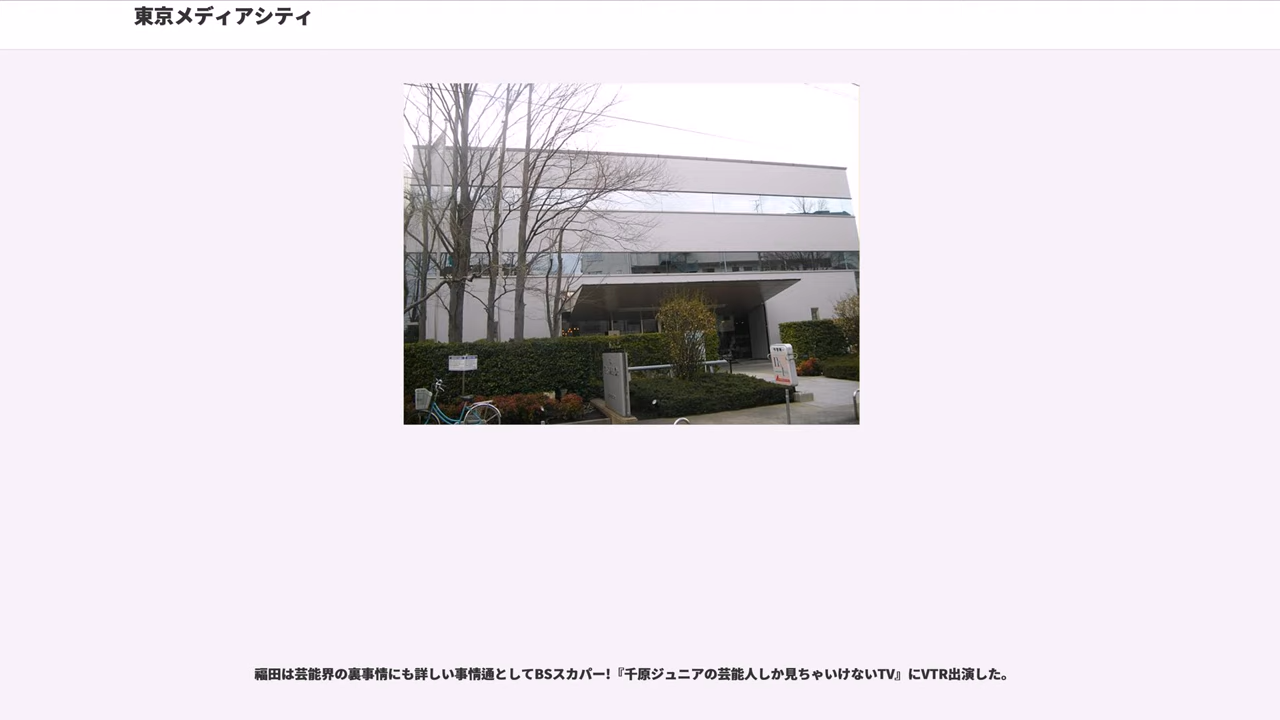 東京メディアシティ
福田は芸能界の裏事情にも詳しい事情通としてBSスカパー!『千原ジュニアの芸能人しか見ちゃいけないTV』にVTR出演した。